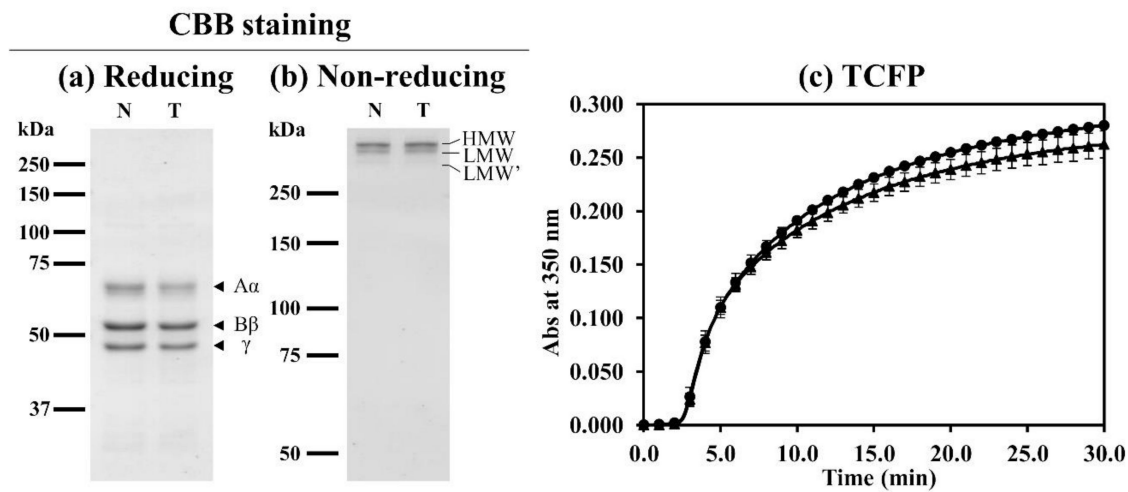 CBB staining
(a) Reducing
N T
kDa
250
150
100
75
50
37
Aα
Bβ
γ
(b) Non-reducing
N T
kDa
250
150
100
75
50
HMW
LMW
LMW’
(c) TCFP
Abs at 350 nm
0.300
0.250
0.200
0.150
0.100
0.050
0.000
0.0 5.0 10.0 15.0 20.0 25.0 30.0
Time (min)